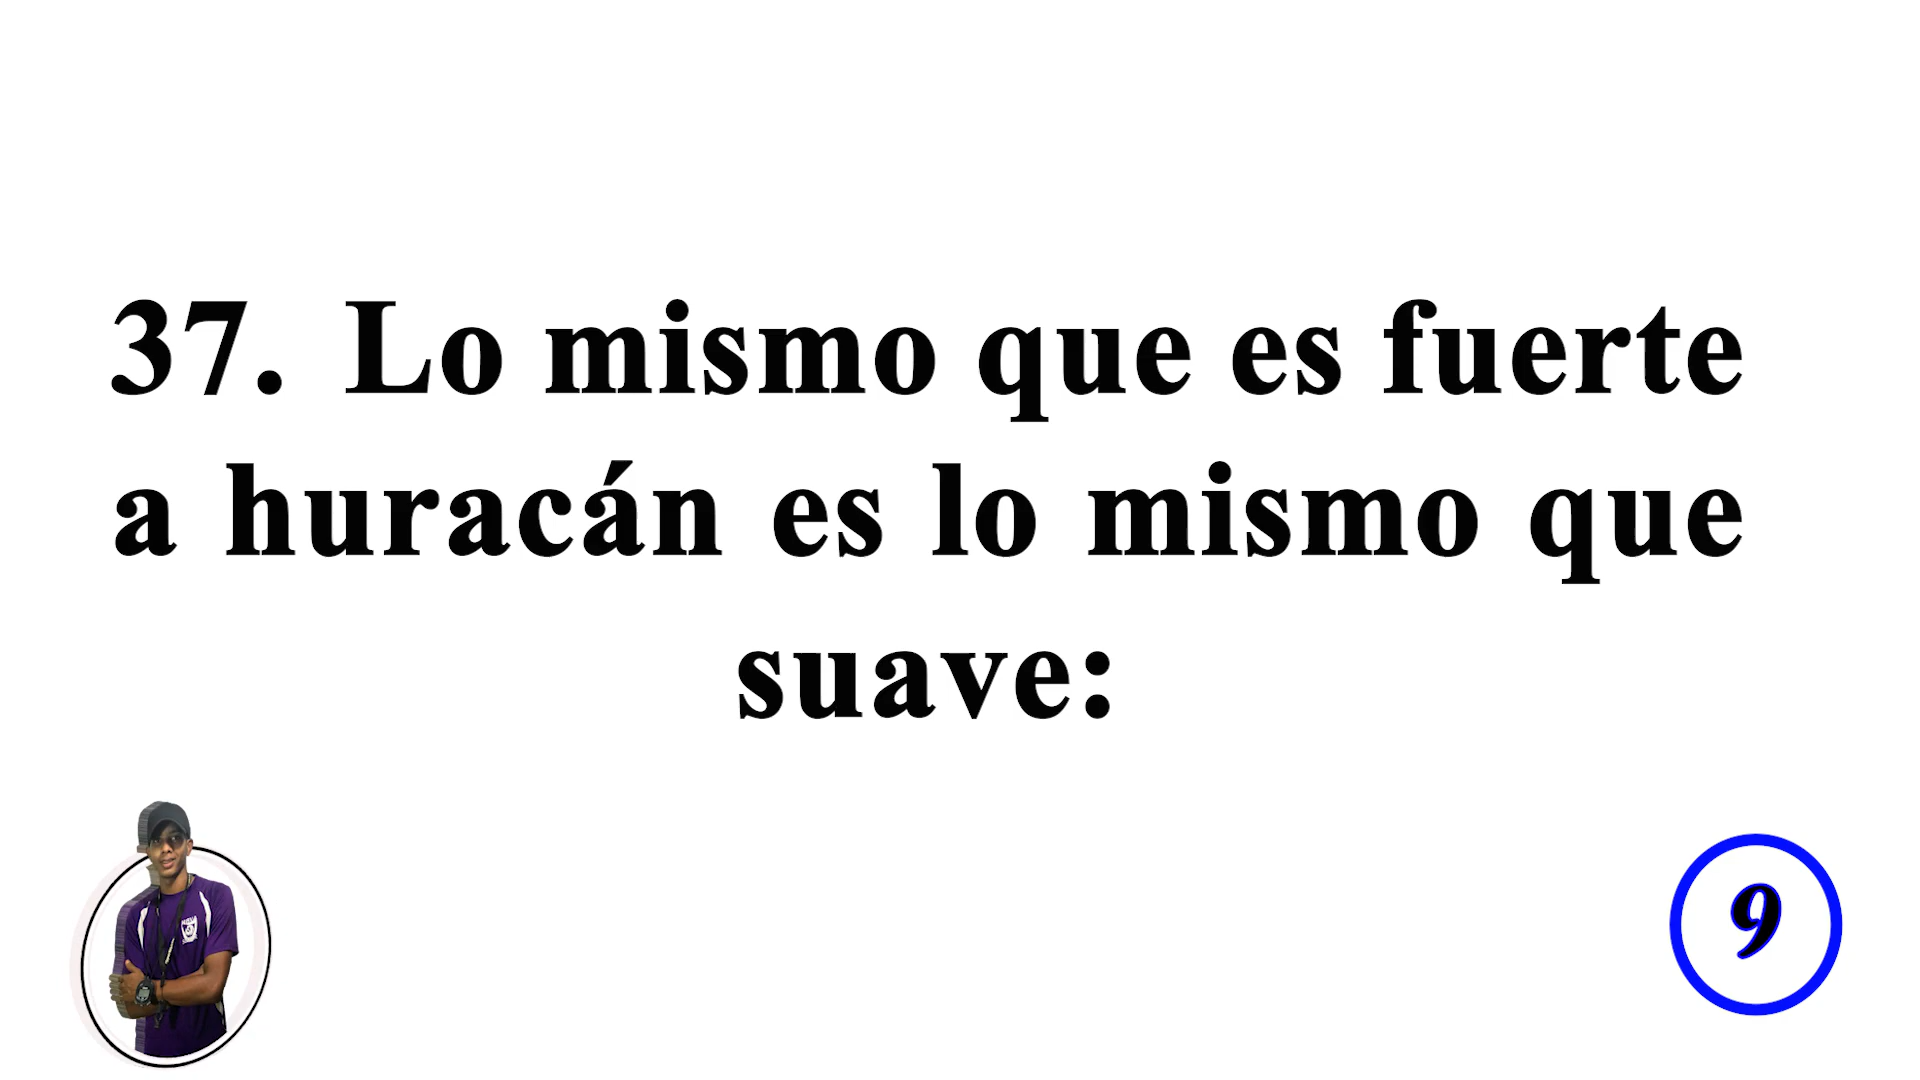 37. Lo mismo que es fuerte
a huracán es lo mismo que
suave:
9